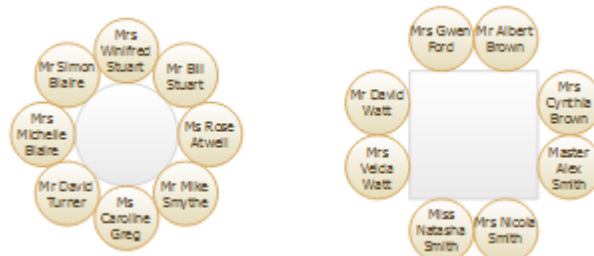 Mrs
Winifred
Stuart
Mr Simon
Blaire
Mr Bill
Stuart
Mrs
Michelle
Blaire
Ms Rose
Atwell
Mr David
Turner
Mr Mike
Smythe
Ms
Caroline
Greg
Mrs Gwen
Ford
Mr Albert
Brown
Mr David
Watt
Mrs
Cynthia
Brown
Mrs
Velda
Watt
Master
Alex
Smith
Miss
Natasha
Smith
Mrs Nicola
Smith